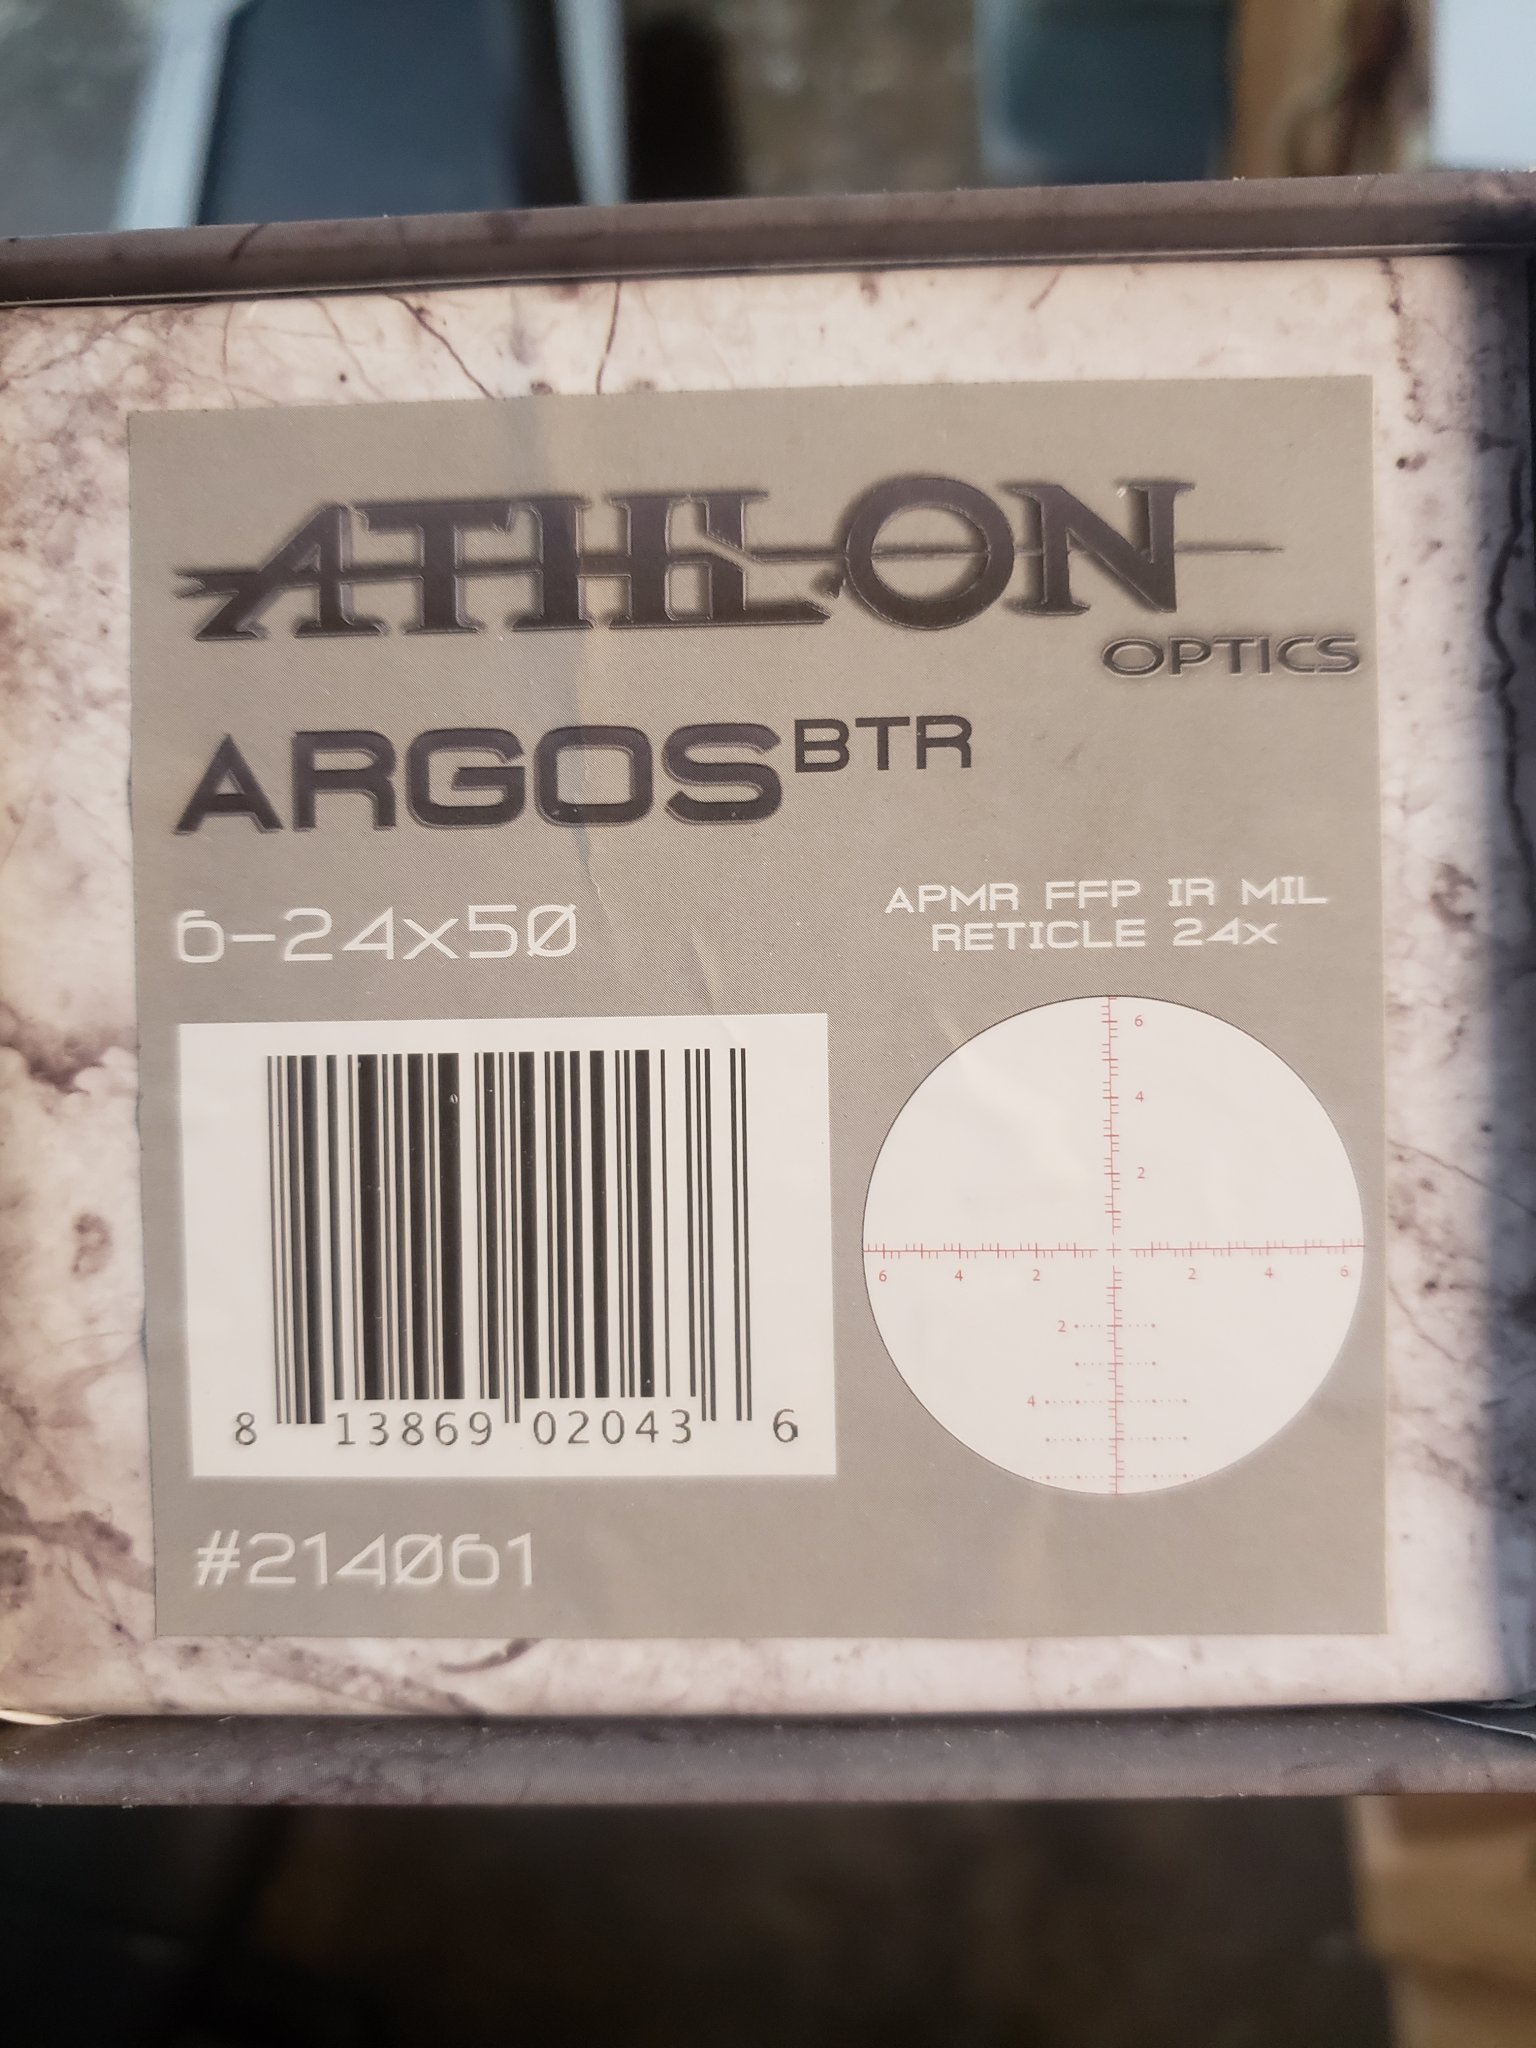 ATHLON
OPTICS
ARGOS BTR
6-24x50
APMR FFP IR MIL
RETICLE 24x
6
4
2
6 4 2 2 4 6
2
4
8 13869 02043 6
#214061